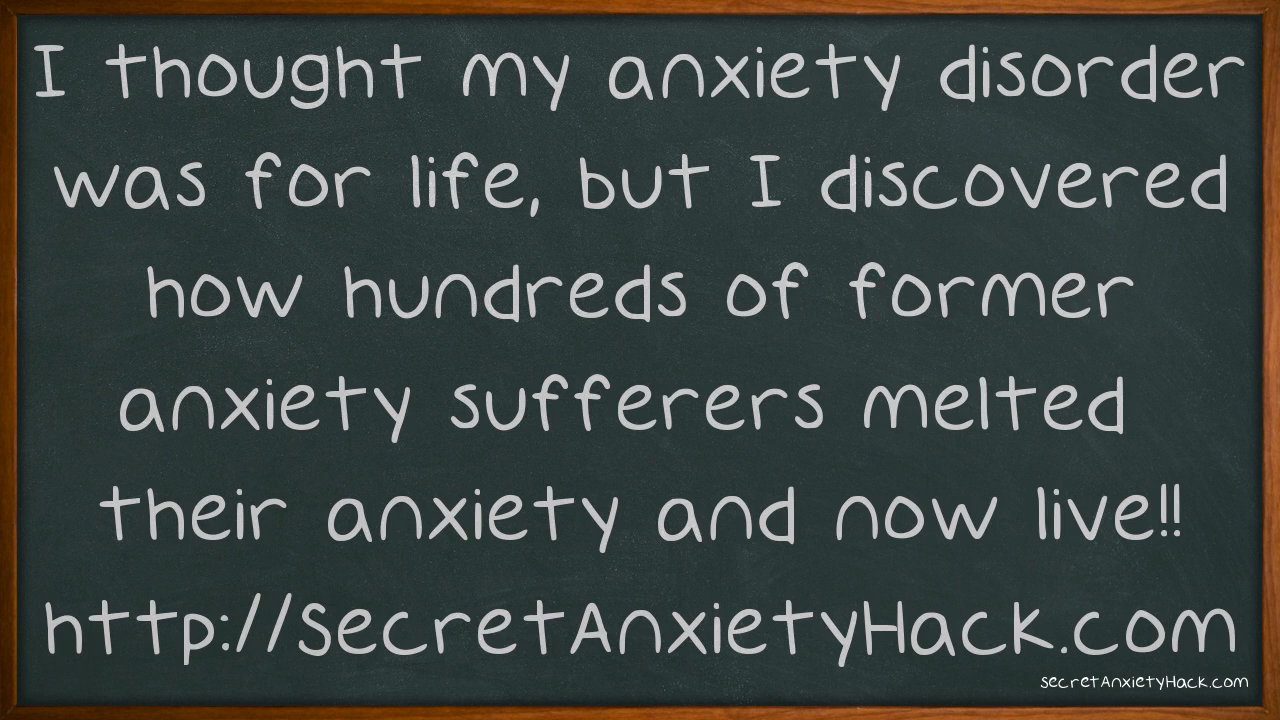 I thought my anxiety disorder
was for life, but I discovered
how hundreds of former
anxiety sufferers melted
their anxiety and now live!!
http://SecretAnxietyHack.com
secretAnxietyHack.com